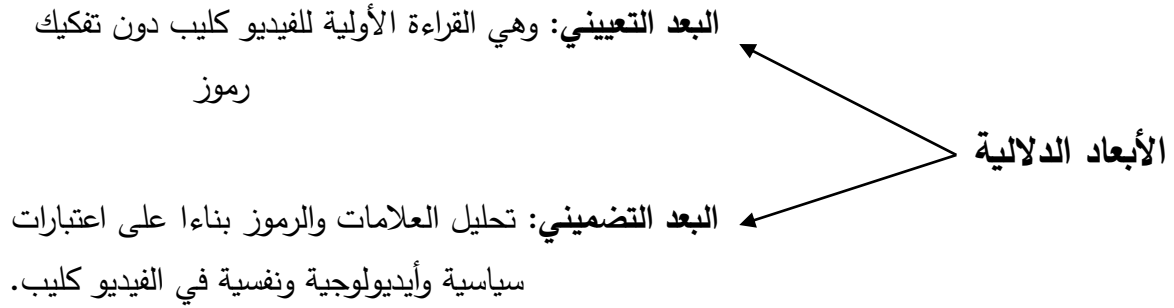 البعد التعييني: وهي القراءة الأولية للفيديو كليب دون تفكيك
رموز
الأبعاد الدلالية
البعد التضميني: تحليل العلامات والرموز بناءا على اعتبارات
سياسية وأيديولوجية ونفسية في الفيديو كليب.